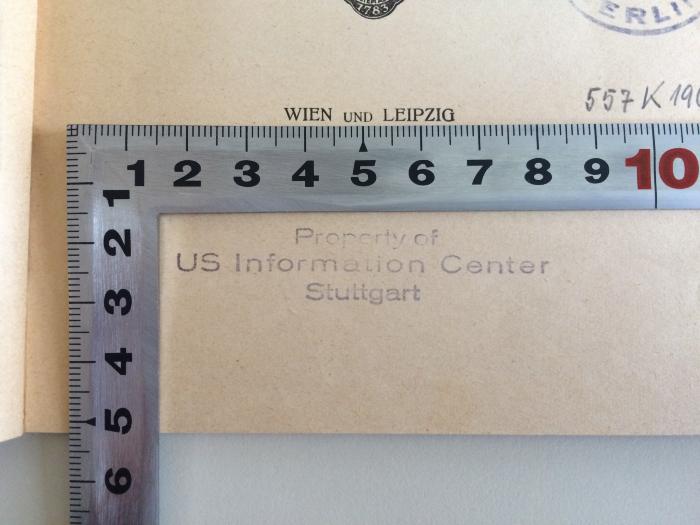 1783
WIEN UND LEIPZIG
557 K
1 2 3 4 5 6 7 8 9 10
1
2
3
4
5
6
Property of
US Information Center
Stuttgart